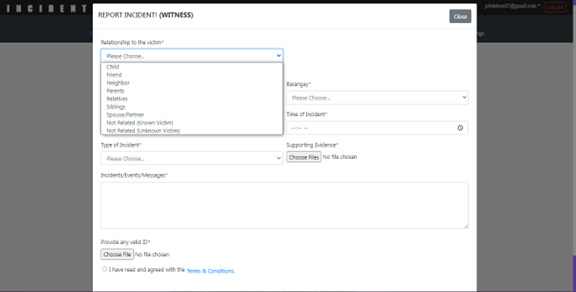 INCIDENT
Log out
REPORT INCIDENT! (WITNESS)
Close
Relationship to the victim*
Please Choose...
Child
Friend
Neighbor
Parents
Relatives
Siblings
Spouse/Partner
Not Related (Known Victim)
Not Related (Unknown Victim)
Barangay*
Please Choose...
Time of Incident*
--:-- --
Type of Incident*
Please Choose...
Supporting Evidence*
Choose Files No file chosen
Incidents/Events/Messages*
Provide any valid ID*
Choose File No file chosen
I have read and agreed with the Terms & Conditions.